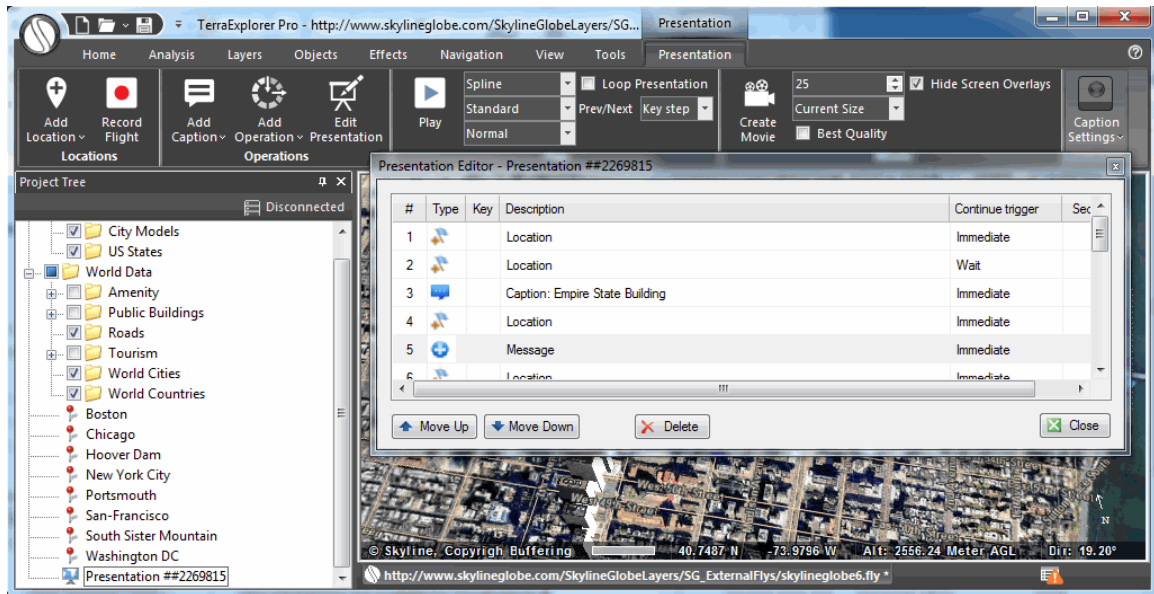 TerraExplorer Pro - http://www.skylineglobe.com/SkylineGlobeLayers/SG...
Presentation
Home Analysis Layers Objects Effects Navigation View Tools Presentation
Add Location
Record Flight
Locations
Add Caption
Add Operation
Edit Presentation
Operations
Play
Spline
Standard
Normal
Loop Presentation
Prev/Next Key step
Create Movie
25
Current Size
Best Quality
Hide Screen Overlays
Caption Settings
Project Tree
Disconnected
City Models
US States
World Data
Amenity
Public Buildings
Roads
Tourism
World Cities
World Countries
Boston
Chicago
Hoover Dam
New York City
Portsmouth
San-Francisco
South Sister Mountain
Washington DC
Presentation ##2269815
Presentation Editor - Presentation ##2269815
# Type Key Description Continue trigger Sec
1 Location Immediate
2 Location Wait
3 Caption: Empire State Building Immediate
4 Location Immediate
5 Message Immediate
6 Location Immediate
Move Up Move Down Delete Close
N
© Skyline, Copyrigh Buffering 40.7487 N -73.9796 W Alt: 2556.24 Meter AGL Dir: 19.20°
http://www.skylineglobe.com/SkylineGlobeLayers/SG_ExternalFlys/skylineglobe6.fly *